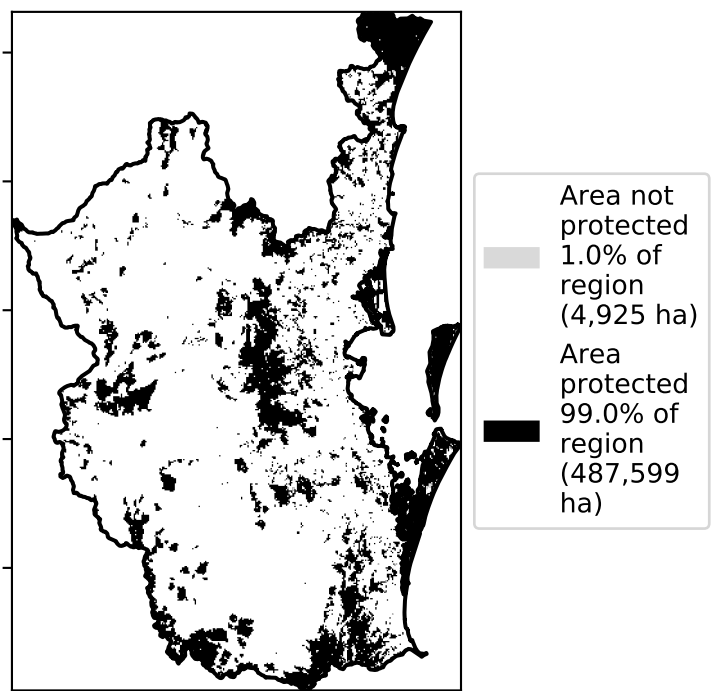 Area not
protected
1.0% of
region
(4,925 ha)
Area
protected
99.0% of
region
(487,599
ha)